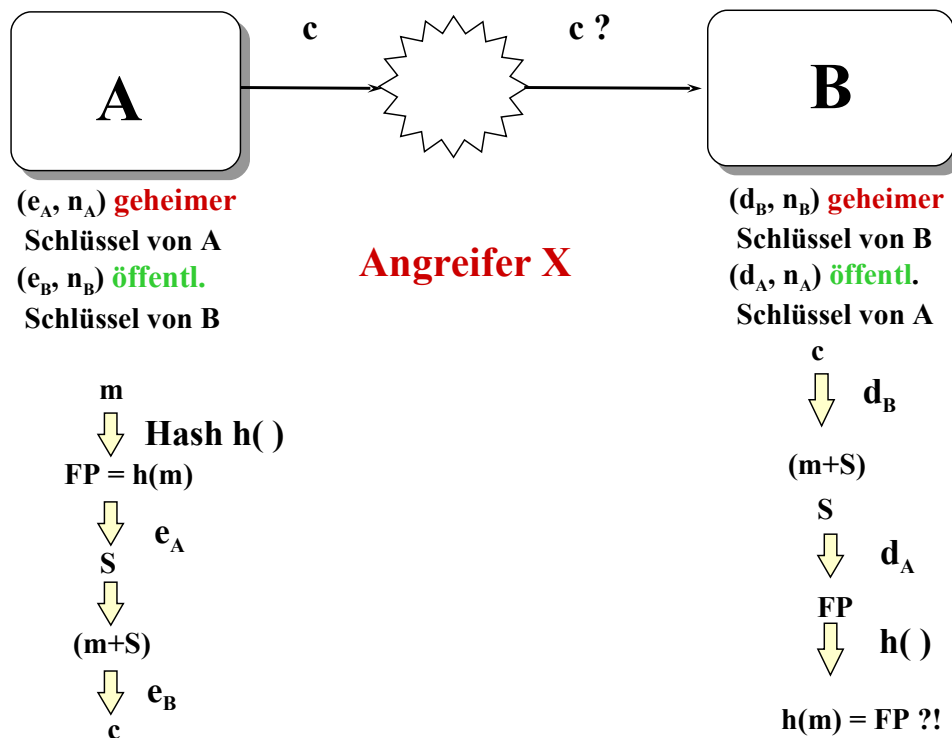 c
c ?
A
B
(e_A, n_A) geheimer
Schlüssel von A
(e_B, n_B) öffentl.
Schlüssel von B
Angreifer X
(d_B, n_B) geheimer
Schlüssel von B
(d_A, n_A) öffentl.
Schlüssel von A
m
Hash h( )
FP = h(m)
e_A
S
(m+S)
e_B
c
c
d_B
(m+S)
S
d_A
FP
h( )
h(m) = FP ?!